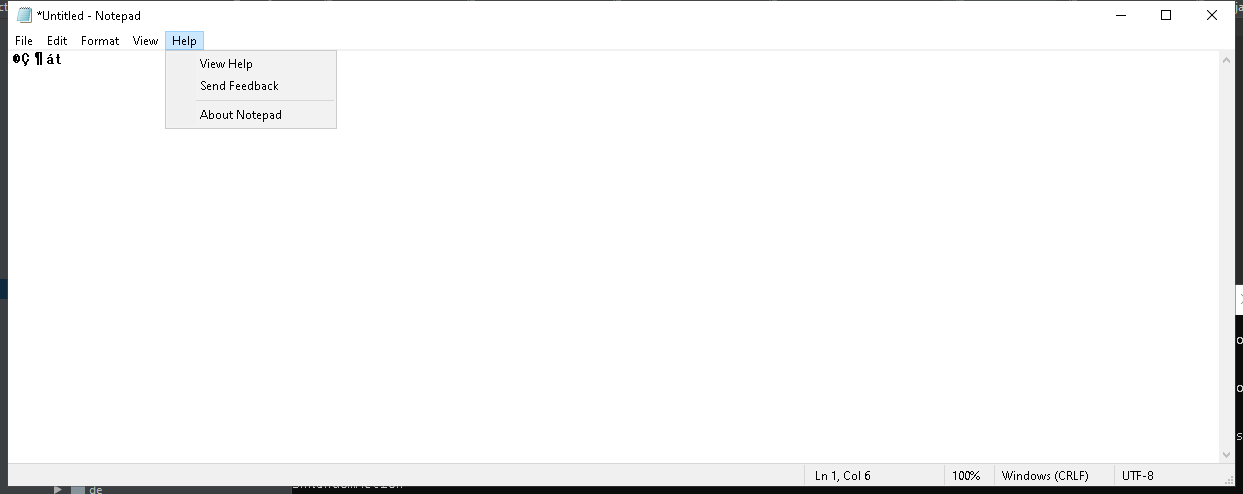 *Untitled - Notepad
File Edit Format View Help
©Ç ¶ át
View Help
Send Feedback
About Notepad
Ln 1, Col 6 100% Windows (CRLF) UTF-8
de